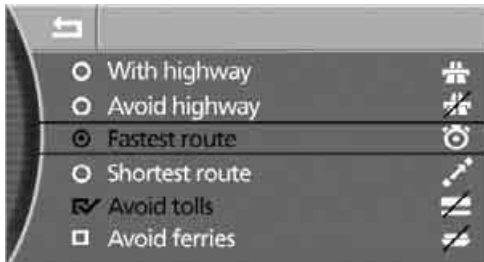 With highway
Avoid highway
Fastest route
Shortest route
Avoid tolls
Avoid ferries